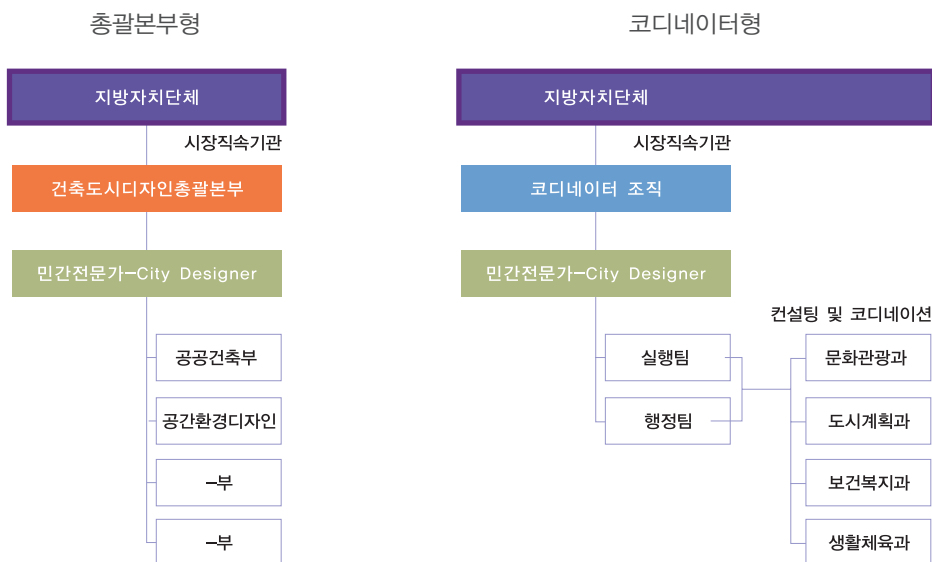 총괄본부형
지방자치단체
시장직속기관
건축도시디자인총괄본부
민간전문가-City Designer
공공건축부
공간환경디자인
-부
-부
코디네이터형
지방자치단체
시장직속기관
코디네이터 조직
민간전문가-City Designer
컨설팅 및 코디네이션
실행팀
행정팀
문화관광과
도시계획과
보건복지과
생활체육과